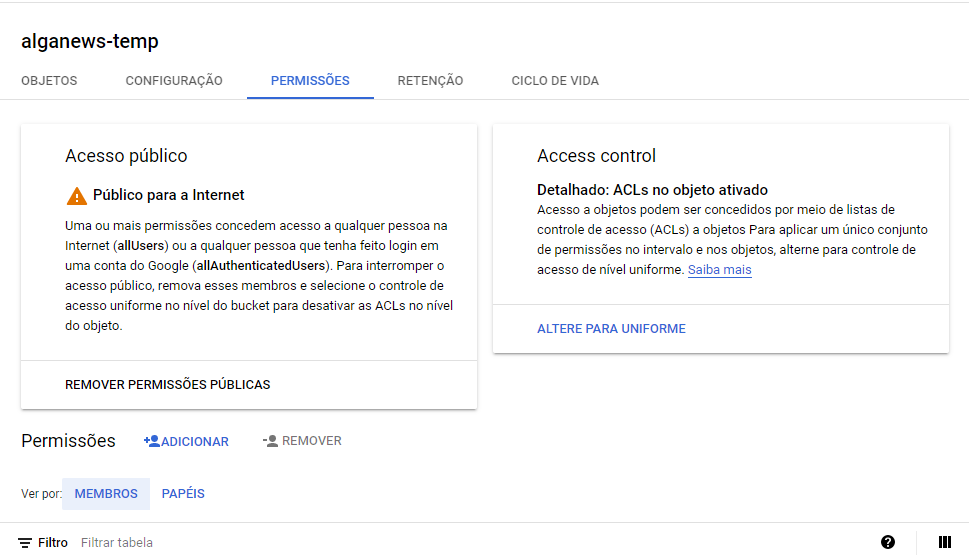 alganews-temp
OBJETOS CONFIGURAÇÃO PERMISSÕES RETENÇÃO CICLO DE VIDA
Acesso público
Público para a Internet
Uma ou mais permissões concedem acesso a qualquer pessoa na
Internet (allUsers) ou a qualquer pessoa que tenha feito login em
uma conta do Google (allAuthenticatedUsers). Para interromper o
acesso público, remova esses membros e selecione o controle de
acesso uniforme no nível do bucket para desativar as ACLs no nível
do objeto.
REMOVER PERMISSÕES PÚBLICAS
Access control
Detalhado: ACLs no objeto ativado
Acesso a objetos podem ser concedidos por meio de listas de
controle de acesso (ACLs) a objetos Para aplicar um único conjunto
de permissões no intervalo e nos objetos, alterne para controle de
acesso de nível uniforme. Saiba mais
ALTERE PARA UNIFORME
Permissões ADICIONAR REMOVER
Ver por: MEMBROS PAPÉIS
Filtro Filtrar tabela